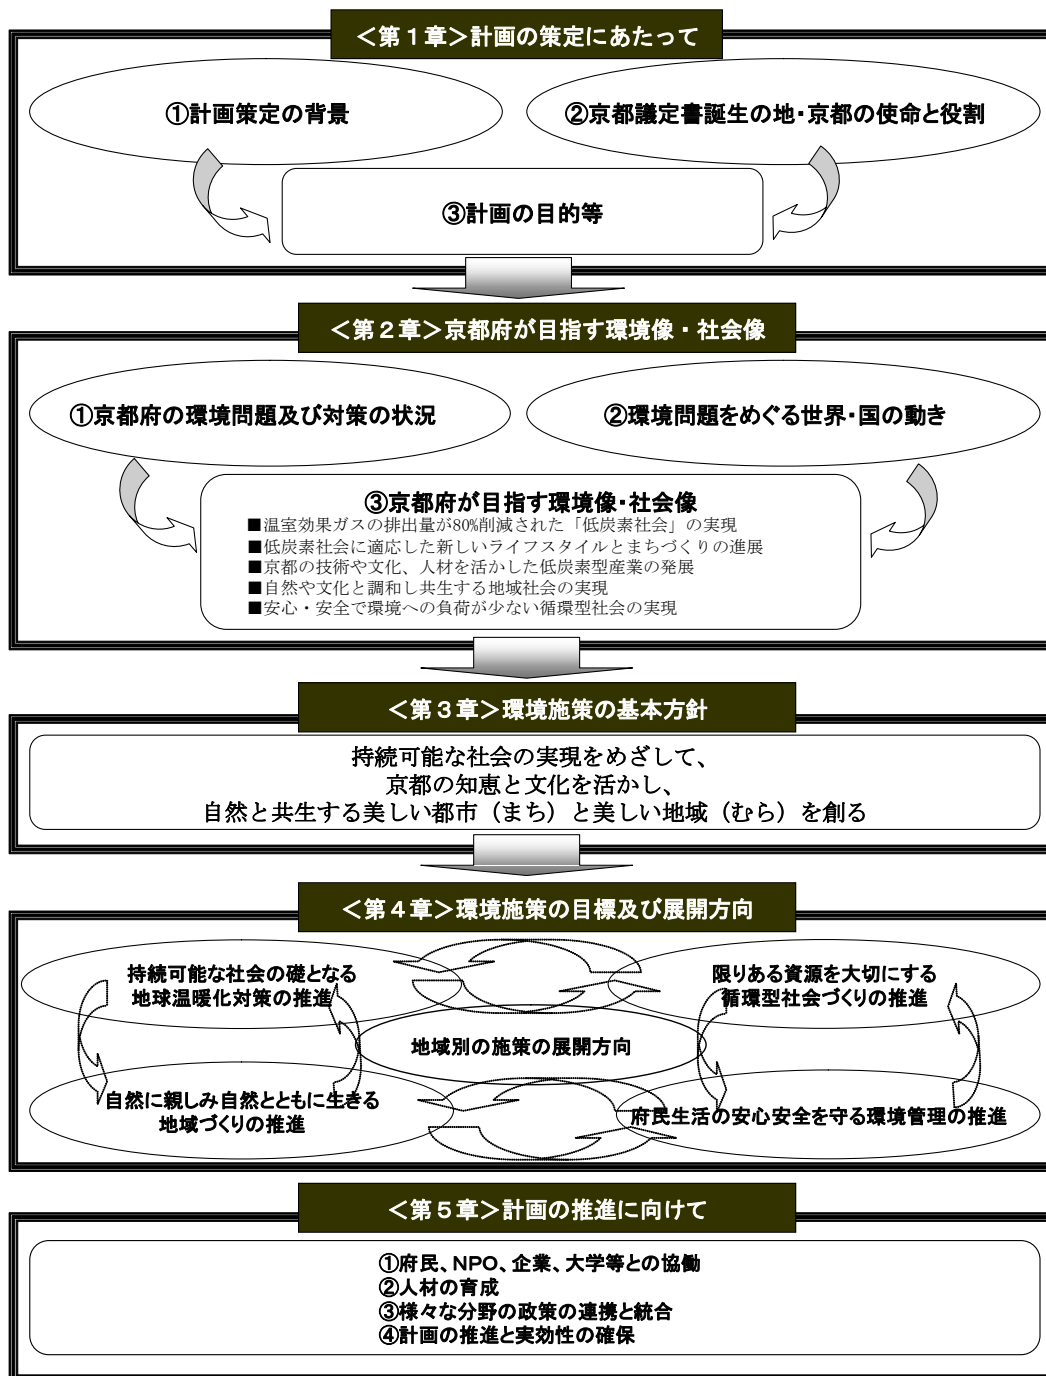 ＜第１章＞計画の策定にあたって
①計画策定の背景
②京都議定書誕生の地・京都の使命と役割
③計画の目的等
＜第２章＞京都府が目指す環境像・社会像
①京都府の環境問題及び対策の状況
②環境問題をめぐる世界・国の動き
③京都府が目指す環境像・社会像
■温室効果ガスの排出量が80%削減された「低炭素社会」の実現
■低炭素社会に適応した新しいライフスタイルとまちづくりの進展
■京都の技術や文化、人材を活かした低炭素型産業の発展
■自然や文化と調和し共生する地域社会の実現
■安心・安全で環境への負荷が少ない循環型社会の実現
＜第３章＞環境施策の基本方針
持続可能な社会の実現をめざして、
京都の知恵と文化を活かし、
自然と共生する美しい都市（まち）と美しい地域（むら）を創る
＜第４章＞環境施策の目標及び展開方向
持続可能な社会の礎となる
地球温暖化対策の推進
限りある資源を大切にする
循環型社会づくりの推進
地域別の施策の展開方向
自然に親しみ自然とともに生きる
地域づくりの推進
府民生活の安心安全を守る環境管理の推進
＜第５章＞計画の推進に向けて
①府民、NPO、企業、大学等との協働
②人材の育成
③様々な分野の政策の連携と統合
④計画の推進と実効性の確保